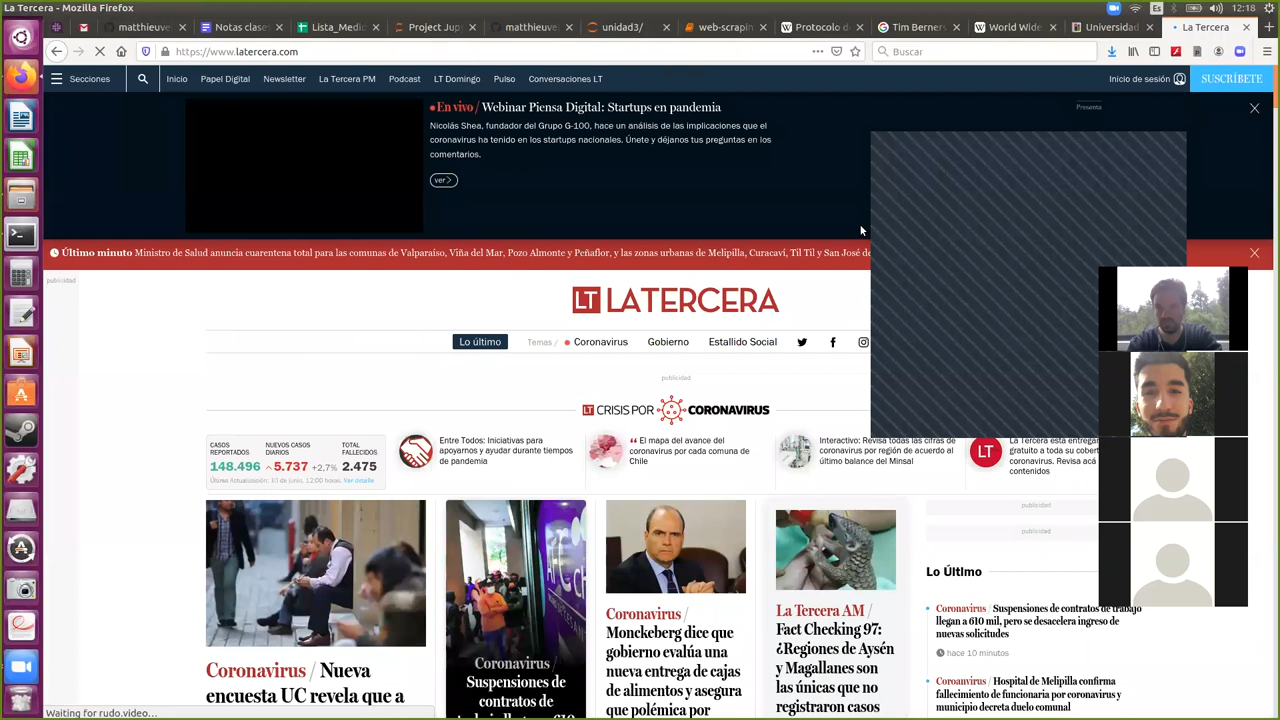 La Tercera - Mozilla Firefox
Es
12:18
matthieuve
Notas clase
Lista_Medic
Project Jup
matthieuve
unidad3/
web-scrapin
Protocolo d
Tim Berners
World Wide
Universidad
La Tercera
https://www.latercera.com
Buscar
Secciones
Inicio
Papel Digital
Newsletter
La Tercera PM
Podcast
LT Domingo
Pulso
Conversaciones LT
Inicio de sesión
SUSCRÍBETE
En vivo / Webinar Piensa Digital: Startups en pandemia
Presenta
Nicolás Shea, fundador del Grupo G-100, hace un análisis de las implicaciones que el
coronavirus ha tenido en los startups nacionales. Únete y déjanos tus preguntas en los
comentarios.
ver >
Último minuto Ministro de Salud anuncia cuarentena total para las comunas de Valparaíso, Viña del Mar, Pozo Almonte y Peñaflor, y las zonas urbanas de Melipilla, Curacaví, Til Til y San José de
publicidad
LT LATERCERA
Lo último
Temas /
Coronavirus
Gobierno
Estallido Social
publicidad
LT CRISIS POR CORONAVIRUS
CASOS
REPORTADOS
148.496
NUEVOS CASOS
DIARIOS
5.737 +2,7%
TOTAL
FALLECIDOS
2.475
Ver detalle
Entre Todos: Iniciativas para
apoyarnos y ayudar durante tiempos
de pandemia
El mapa del avance del
coronavirus por cada comuna de
Chile
Interactivo: Revisa todas las cifras de
coronavirus por región de acuerdo al
último balance del Minsal
LT
La Tercera está entregan
gratuito a toda su cobert
coronavirus. Revisa acá
contenidos
Coronavirus / Nueva
encuesta UC revela que a
Coronavirus /
Suspensiones de
contratos de
Coronavirus /
Monckeberg dice que
gobierno evalúa una
nueva entrega de cajas
de alimentos y asegura
que polémica por
La Tercera AM /
Fact Checking 97:
¿Regiones de Aysén
y Magallanes son
las únicas que no
registraron casos
publicidad
publicidad
Lo Último
Coronavirus / Suspensiones de contratos de trabajo
llegan a 610 mil, pero se desacelera ingreso de
nuevas solicitudes
hace 10 minutos
Coronavirus / Hospital de Melipilla confirma
fallecimiento de funcionaria por coronavirus y
municipio decreta duelo comunal
Waiting for rudo.video…